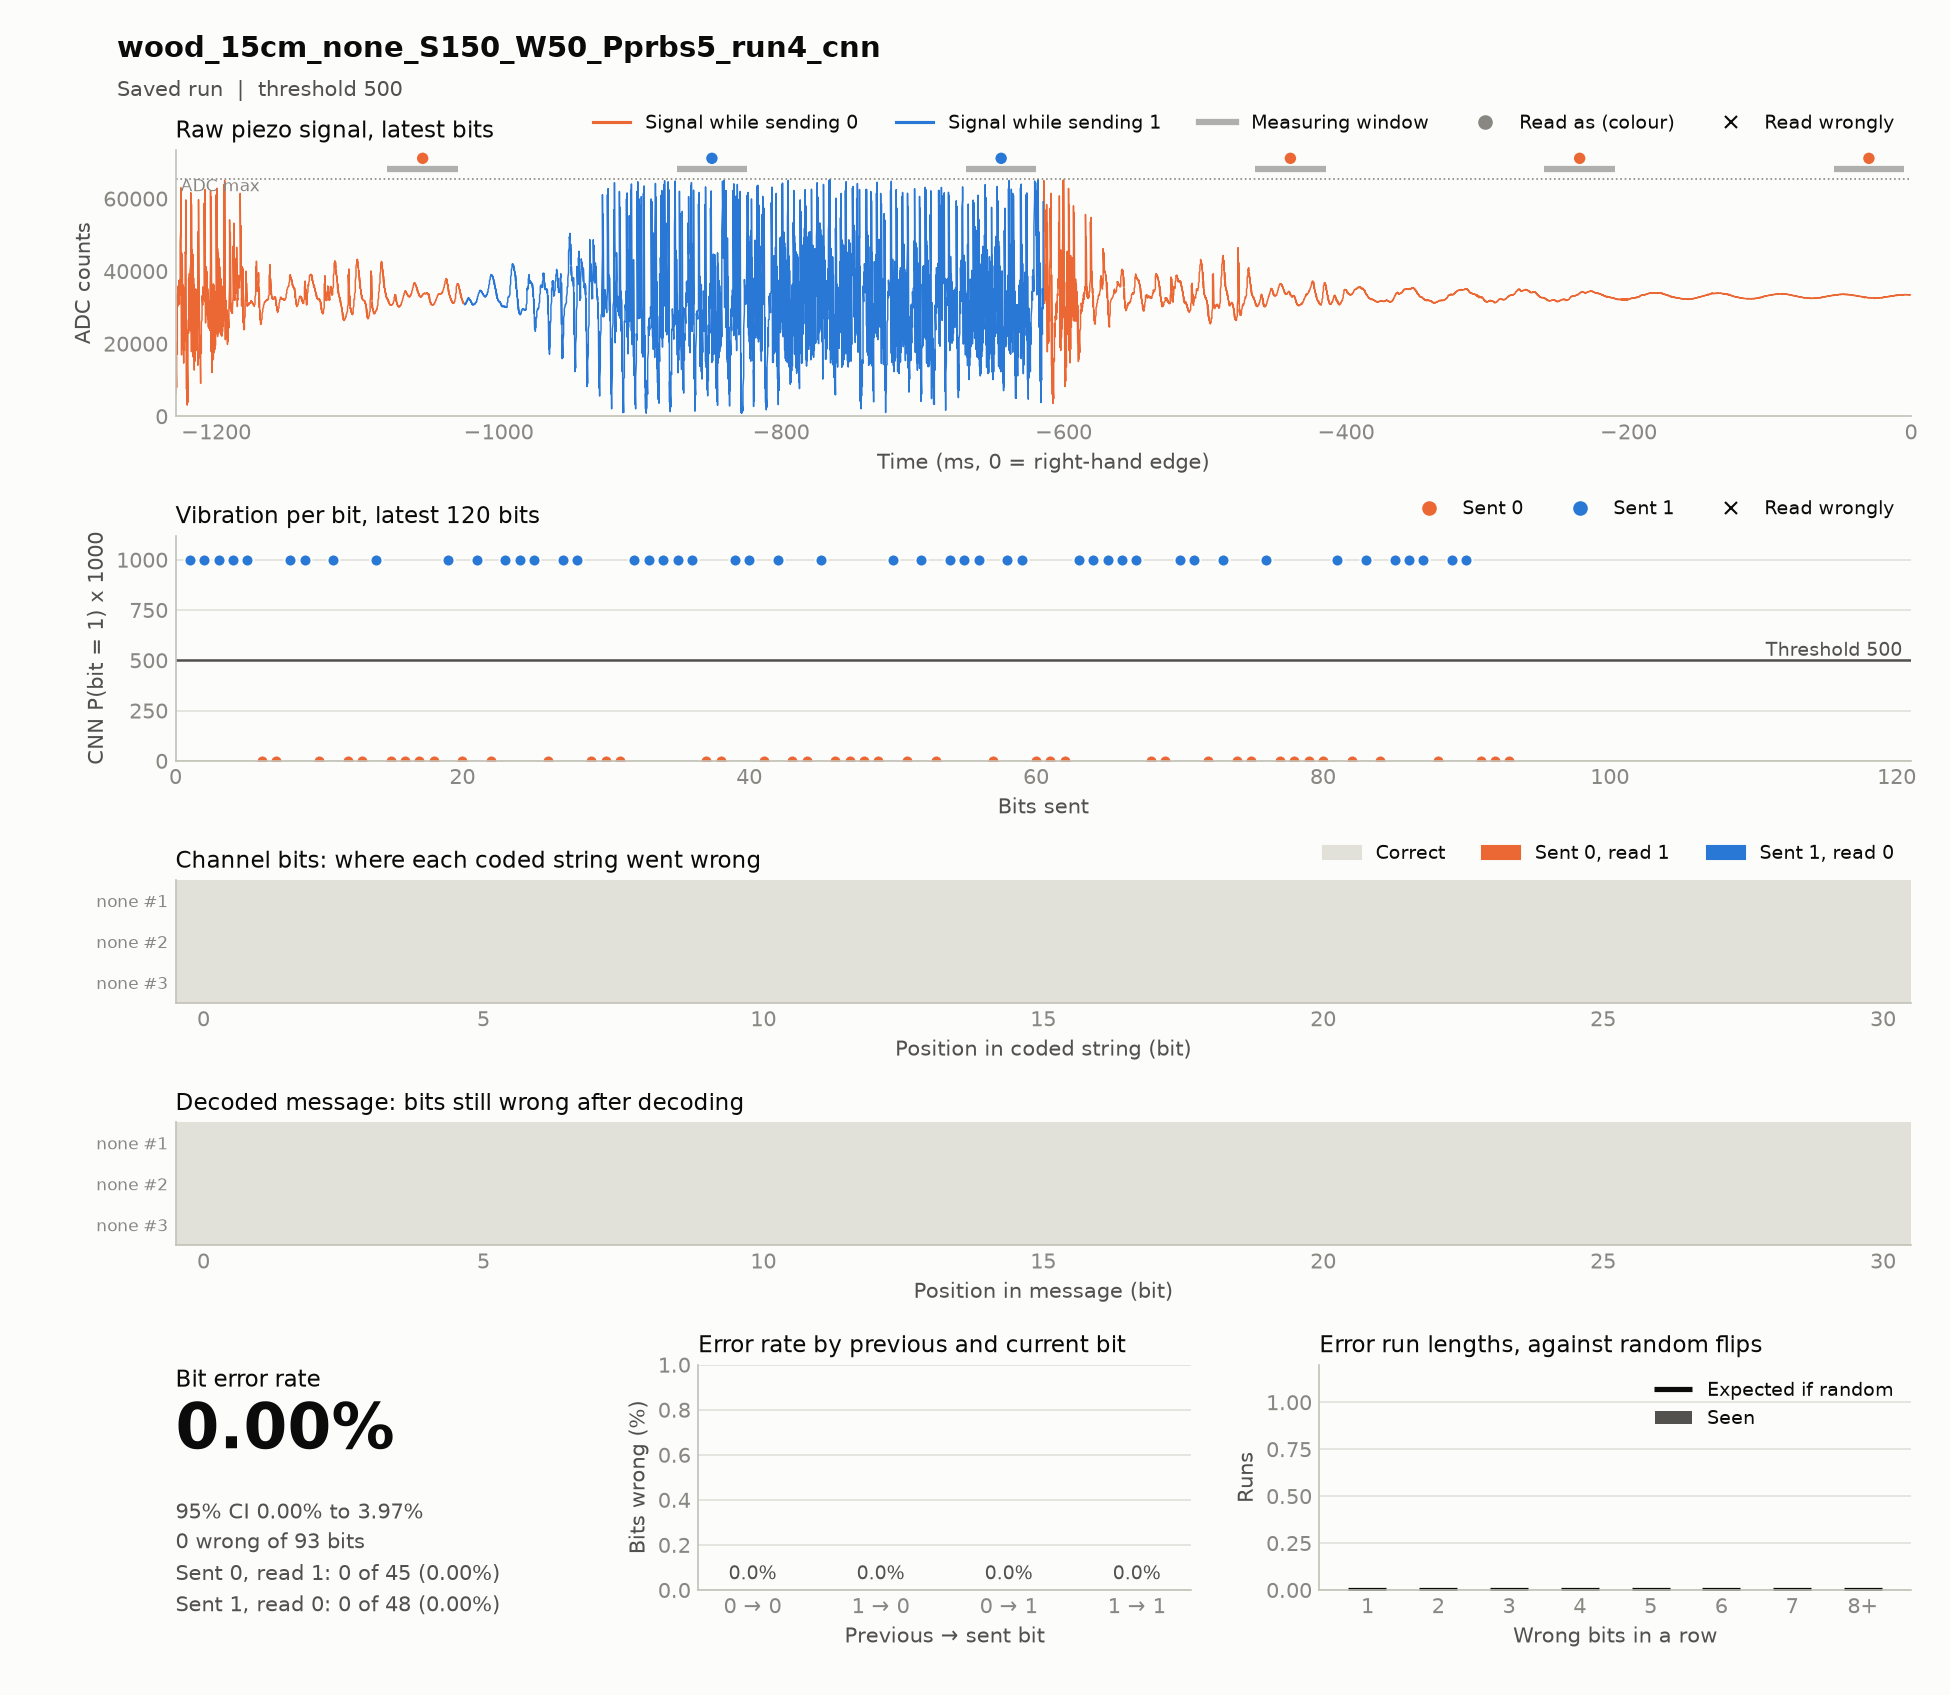 wood_15cm_none_S150_W50_Pprbs5_run4_cnn
Saved run | threshold 500
Raw piezo signal, latest bits
Signal while sending 0
Signal while sending 1
Measuring window
Read as (colour)
× Read wrongly
ADC max
ADC counts
60000
40000
20000
0
−1200 −1000 −800 −600 −400 −200 0
Time (ms, 0 = right-hand edge)
Vibration per bit, latest 120 bits
Sent 0
Sent 1
× Read wrongly
CNN P(bit = 1) x 1000
1000
750
500
250
0
Threshold 500
0 20 40 60 80 100 120
Bits sent
Channel bits: where each coded string went wrong
Correct
Sent 0, read 1
Sent 1, read 0
none #1
none #2
none #3
0 5 10 15 20 25 30
Position in coded string (bit)
Decoded message: bits still wrong after decoding
none #1
none #2
none #3
0 5 10 15 20 25 30
Position in message (bit)
Bit error rate
0.00%
95% CI 0.00% to 3.97%
0 wrong of 93 bits
Sent 0, read 1: 0 of 45 (0.00%)
Sent 1, read 0: 0 of 48 (0.00%)
Error rate by previous and current bit
Bits wrong (%)
1.0
0.8
0.6
0.4
0.2
0.0
0.0% 0.0% 0.0% 0.0%
0 → 0 1 → 0 0 → 1 1 → 1
Previous → sent bit
Error run lengths, against random flips
Expected if random
Seen
Runs
1.00
0.75
0.50
0.25
0.00
1 2 3 4 5 6 7 8+
Wrong bits in a row